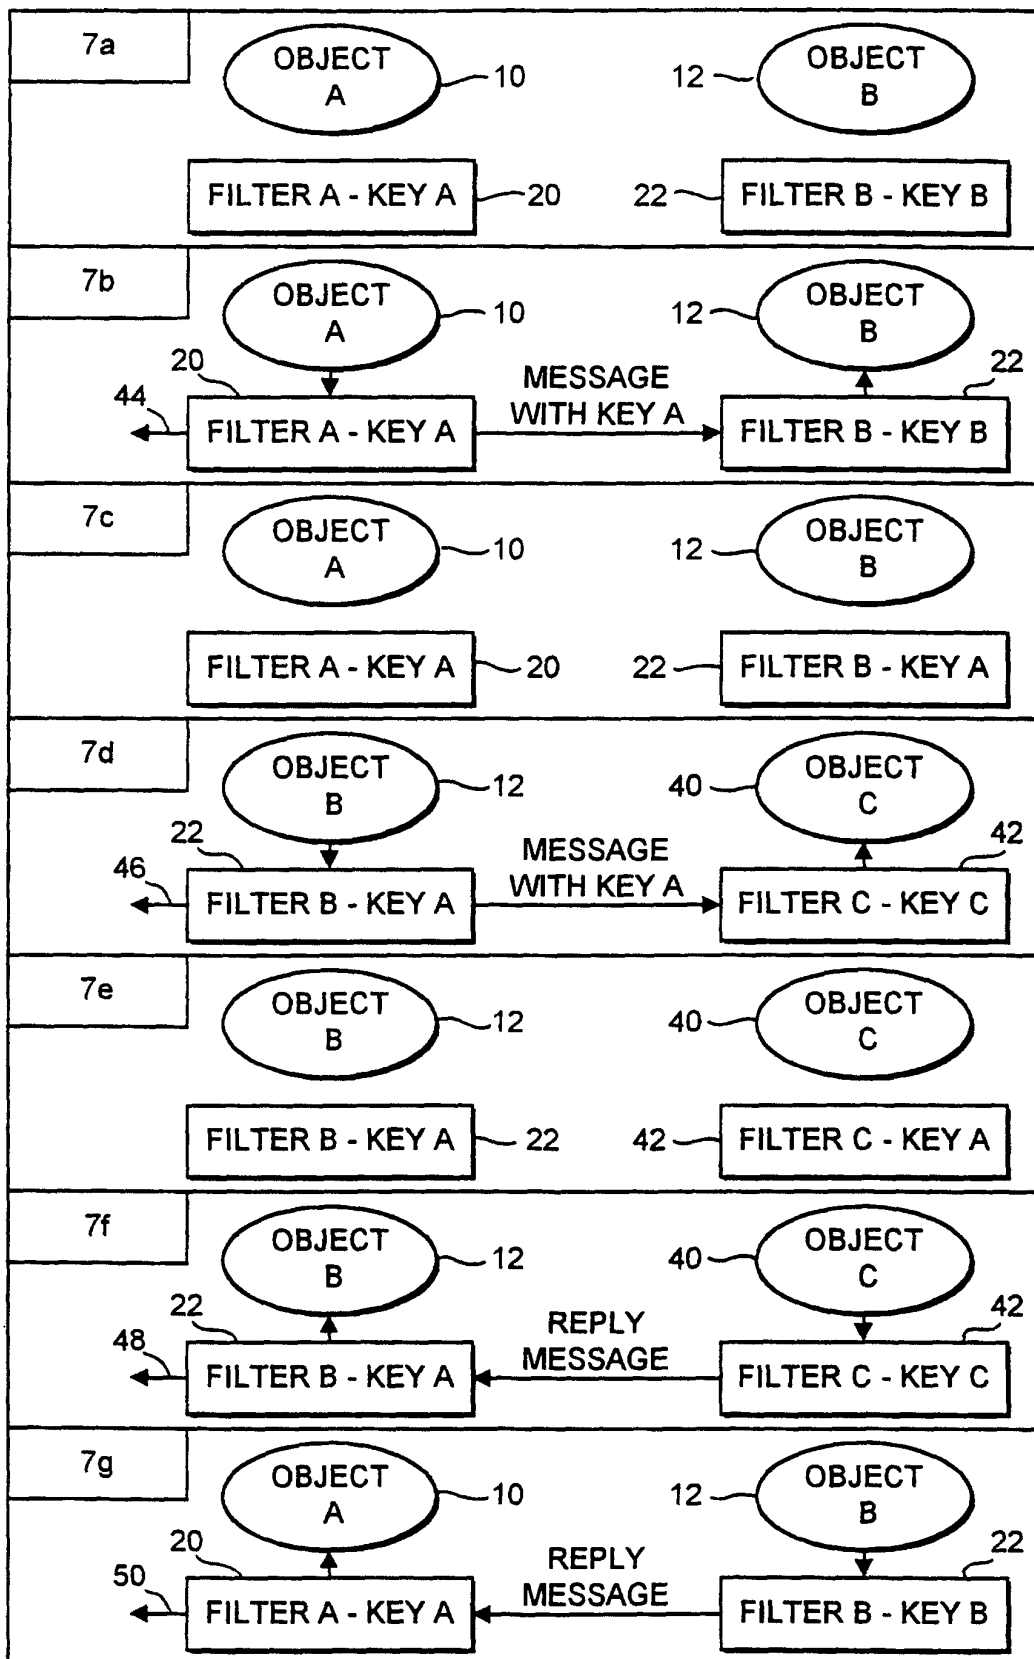 7a
OBJECT
A
10
12
OBJECT
B
FILTER A - KEY A
20
22
FILTER B - KEY B
7b
OBJECT
A
10
12
OBJECT
B
20
44
FILTER A - KEY A
MESSAGE
WITH KEY A
22
FILTER B - KEY B
7c
OBJECT
A
10
12
OBJECT
B
FILTER A - KEY A
20
22
FILTER B - KEY A
7d
OBJECT
B
12
40
OBJECT
C
22
46
FILTER B - KEY A
MESSAGE
WITH KEY A
42
FILTER C - KEY C
7e
OBJECT
B
12
40
OBJECT
C
FILTER B - KEY A
22
42
FILTER C - KEY A
7f
OBJECT
B
12
40
OBJECT
C
22
48
FILTER B - KEY A
REPLY
MESSAGE
42
FILTER C - KEY C
7g
OBJECT
A
10
12
OBJECT
B
20
50
FILTER A - KEY A
REPLY
MESSAGE
22
FILTER B - KEY B